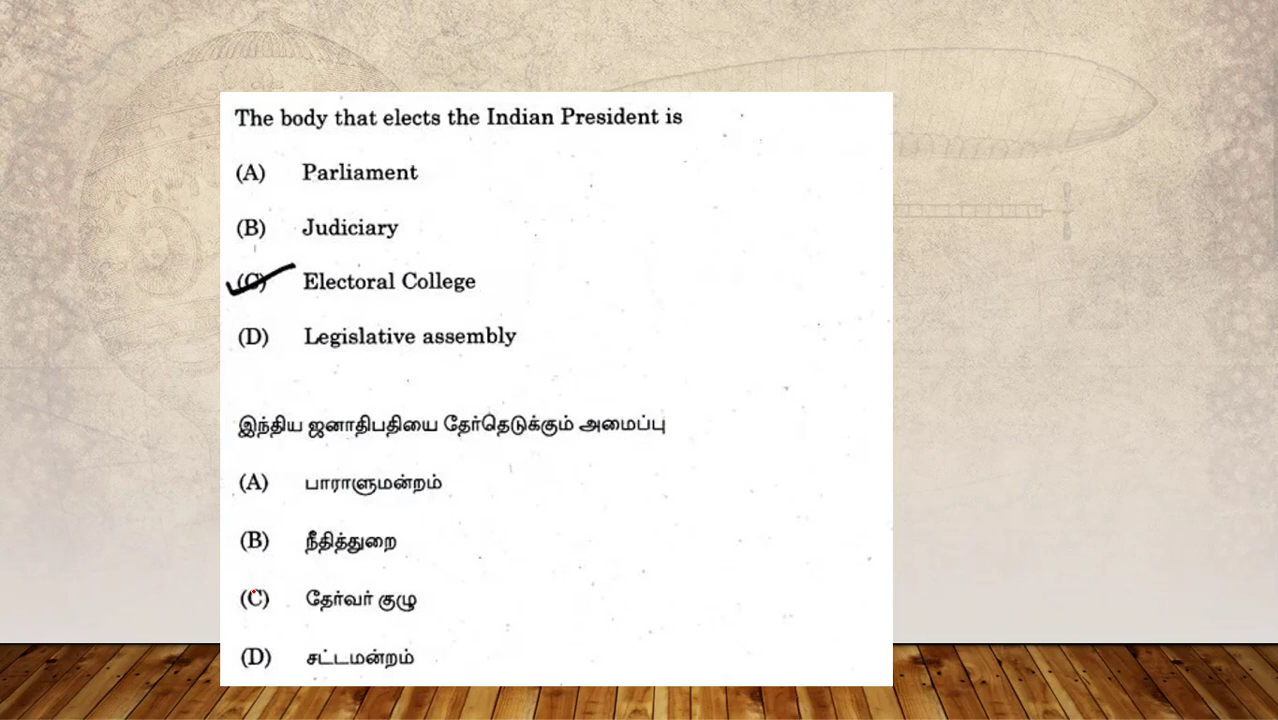 The body that elects the Indian President is
(A) Parliament
(B) Judiciary
(C) Electoral College
(D) Legislative assembly
இந்திய ஜனாதிபதியை தேர்தெடுக்கும் அமைப்பு
(A) பாராளுமன்றம்
(B) நீதித்துறை
(C) தேர்வர் குழு
(D) சட்டமன்றம்